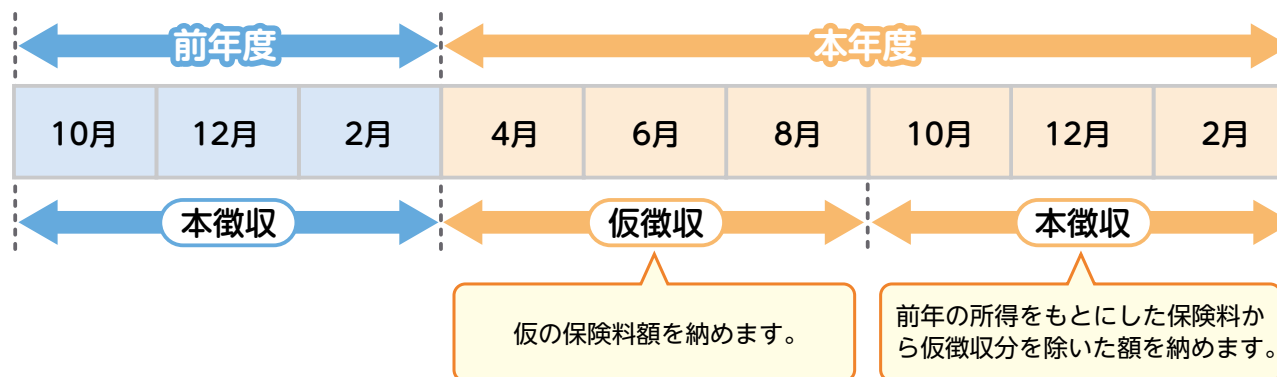 前年度
本年度
10月 12月 2月 4月 6月 8月 10月 12月 2月
本徴収
仮徴収
本徴収
仮の保険料額を納めます。
前年の所得をもとにした保険料か
ら仮徴収分を除いた額を納めます。